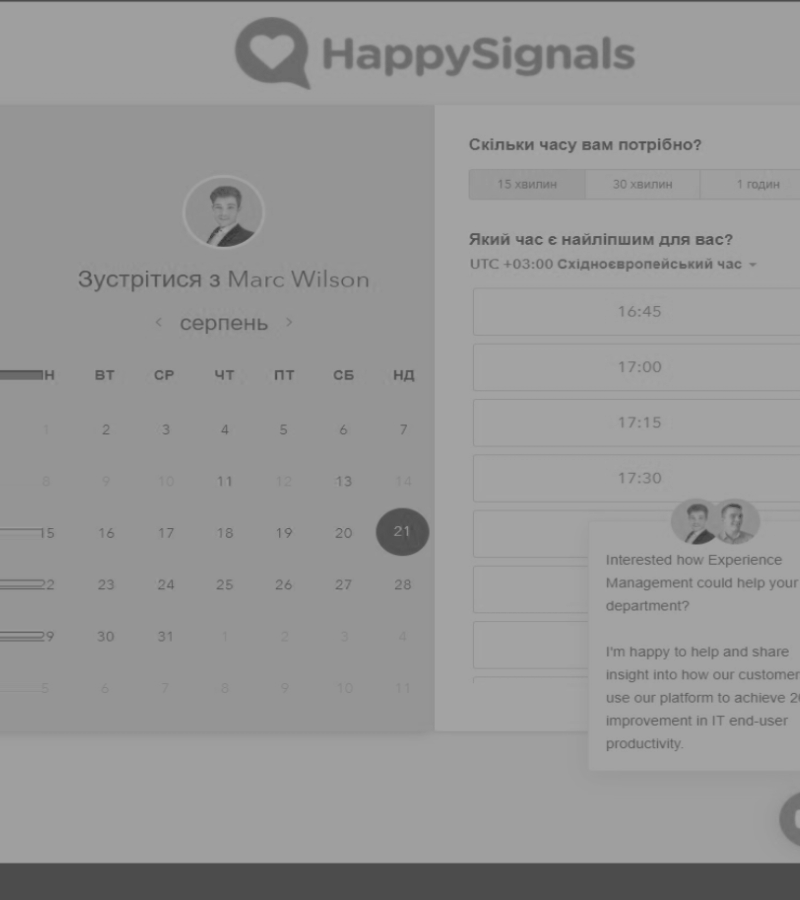 HappySignals
Зустрітися з Marc Wilson
серпень
Н ВТ СР ЧТ ПТ СБ НД
1 2 3 4 5 6 7
8 9 10 11 12 13 14
15 16 17 18 19 20 21
22 23 24 25 26 27 28
29 30 31 1 2 3 4
5 6 7 8 9 10 11
Скільки часу вам потрібно?
15 хвилин 30 хвилин 1 годин
Який час є найліпшим для вас?
UTC +03:00 Східноєвропейський час
16:45
17:00
17:15
17:30
Interested how Experience
Management could help your
department?
I'm happy to help and share
insight into how our customer
use our platform to achieve
improvement in IT end-user
productivity.